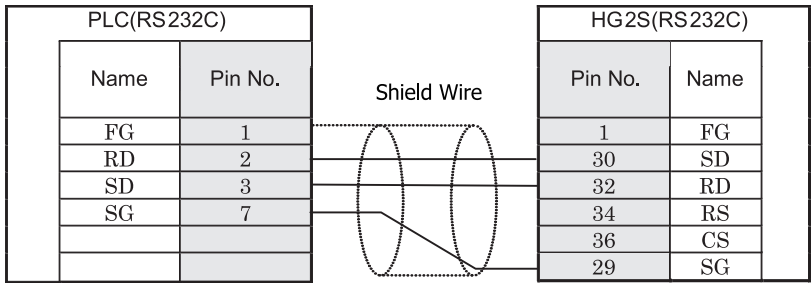 PLC(RS232C) HG2S(RS232C)
Name Pin No. Shield Wire Pin No. Name
FG 1 1 FG
RD 2 30 SD
SD 3 32 RD
SG 7 34 RS
36 CS
29 SG